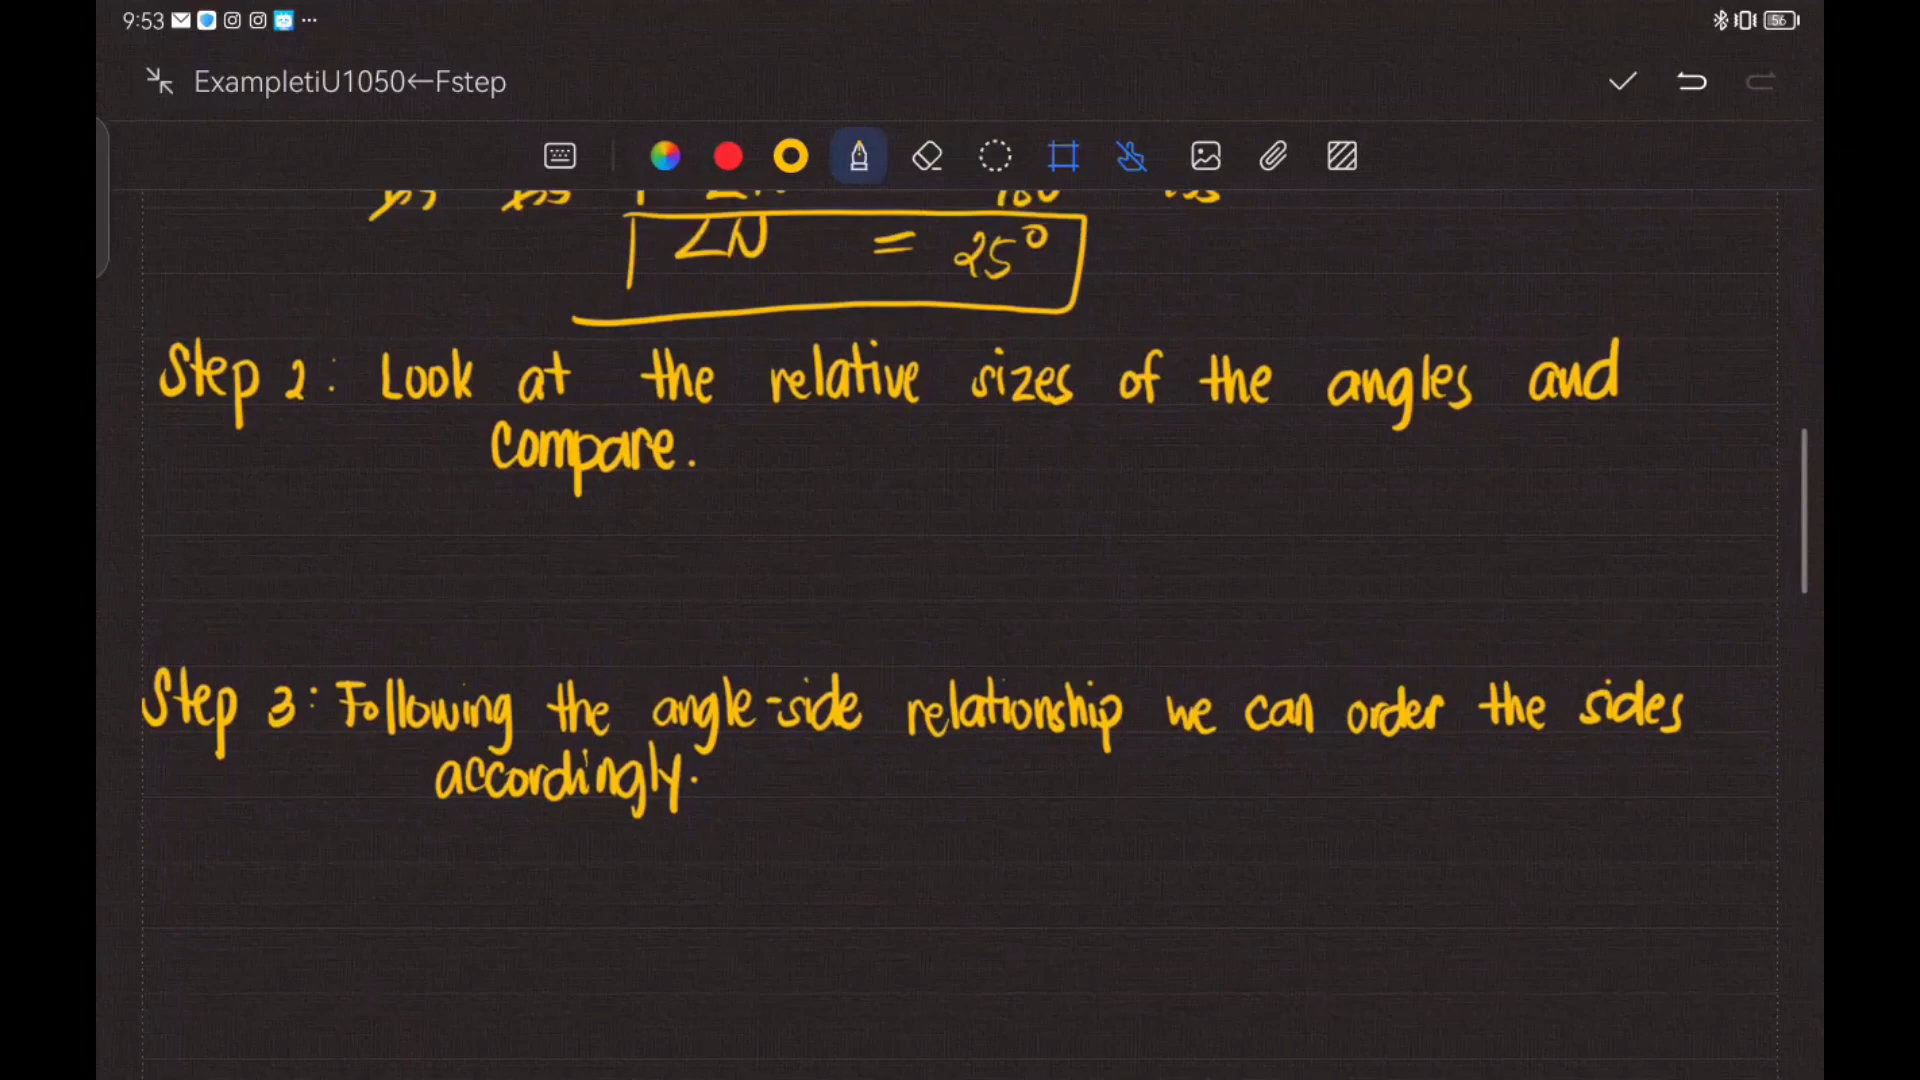 9:53 ... 56
ExampletiU1050←Fstep
∠N = 25°
Step 2: Look at the relative sizes of the angles and
compare.
Step 3: Following the angle-side relationship we can order the sides
accordingly.